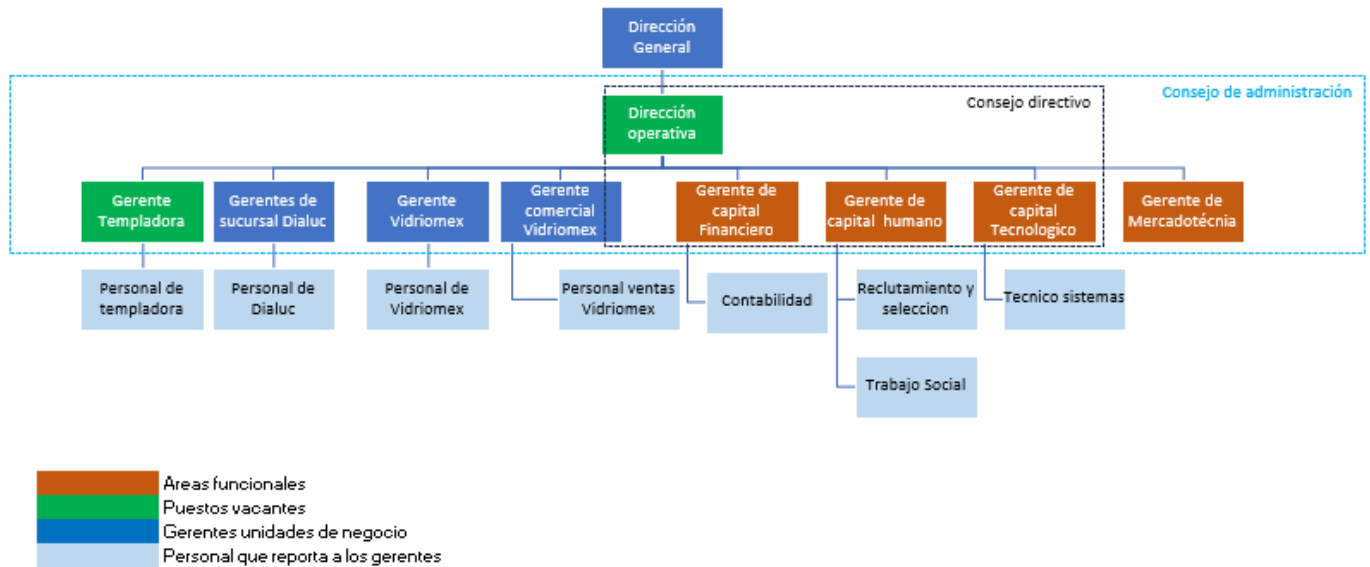 Dirección
General
Consejo de administración
Consejo directivo
Dirección
operativa
Gerente
Templadora
Gerentes de
sucursal Dialuc
Gerente
Vidriomex
Gerente
comercial
Vidriomex
Gerente de
capital
Financiero
Gerente de
capital humano
Gerente de
capital
Tecnologico
Gerente de
Mercadotécnia
Personal de
templadora
Personal de
Dialuc
Personal de
Vidriomex
Personal ventas
Vidriomex
Contabilidad
Reclutamiento y
seleccion
Tecnico sistemas
Trabajo Social
Areas funcionales
Puestos vacantes
Gerentes unidades de negocio
Personal que reporta a los gerentes